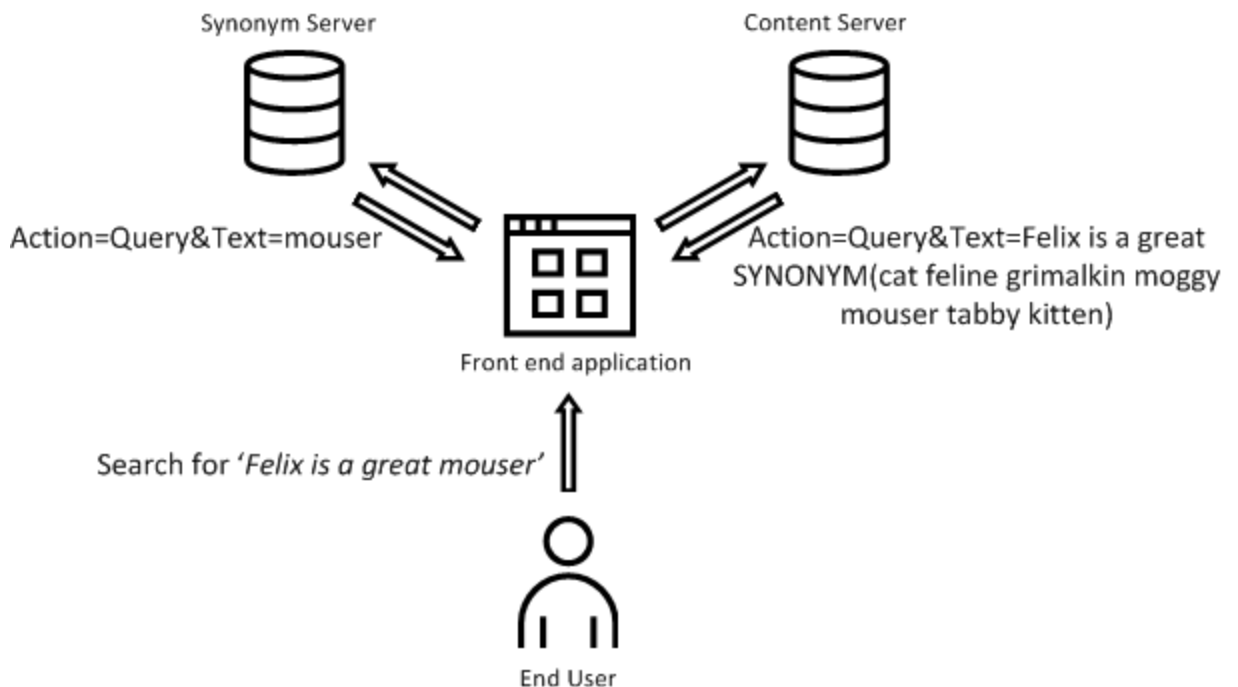 Synonym Server
Content Server
Action=Query&Text=mouser
Action=Query&Text=Felix is a great
SYNONYM(cat feline grimalkin moggy
mouser tabby kitten)
Front end application
Search for ‘Felix is a great mouser’
End User